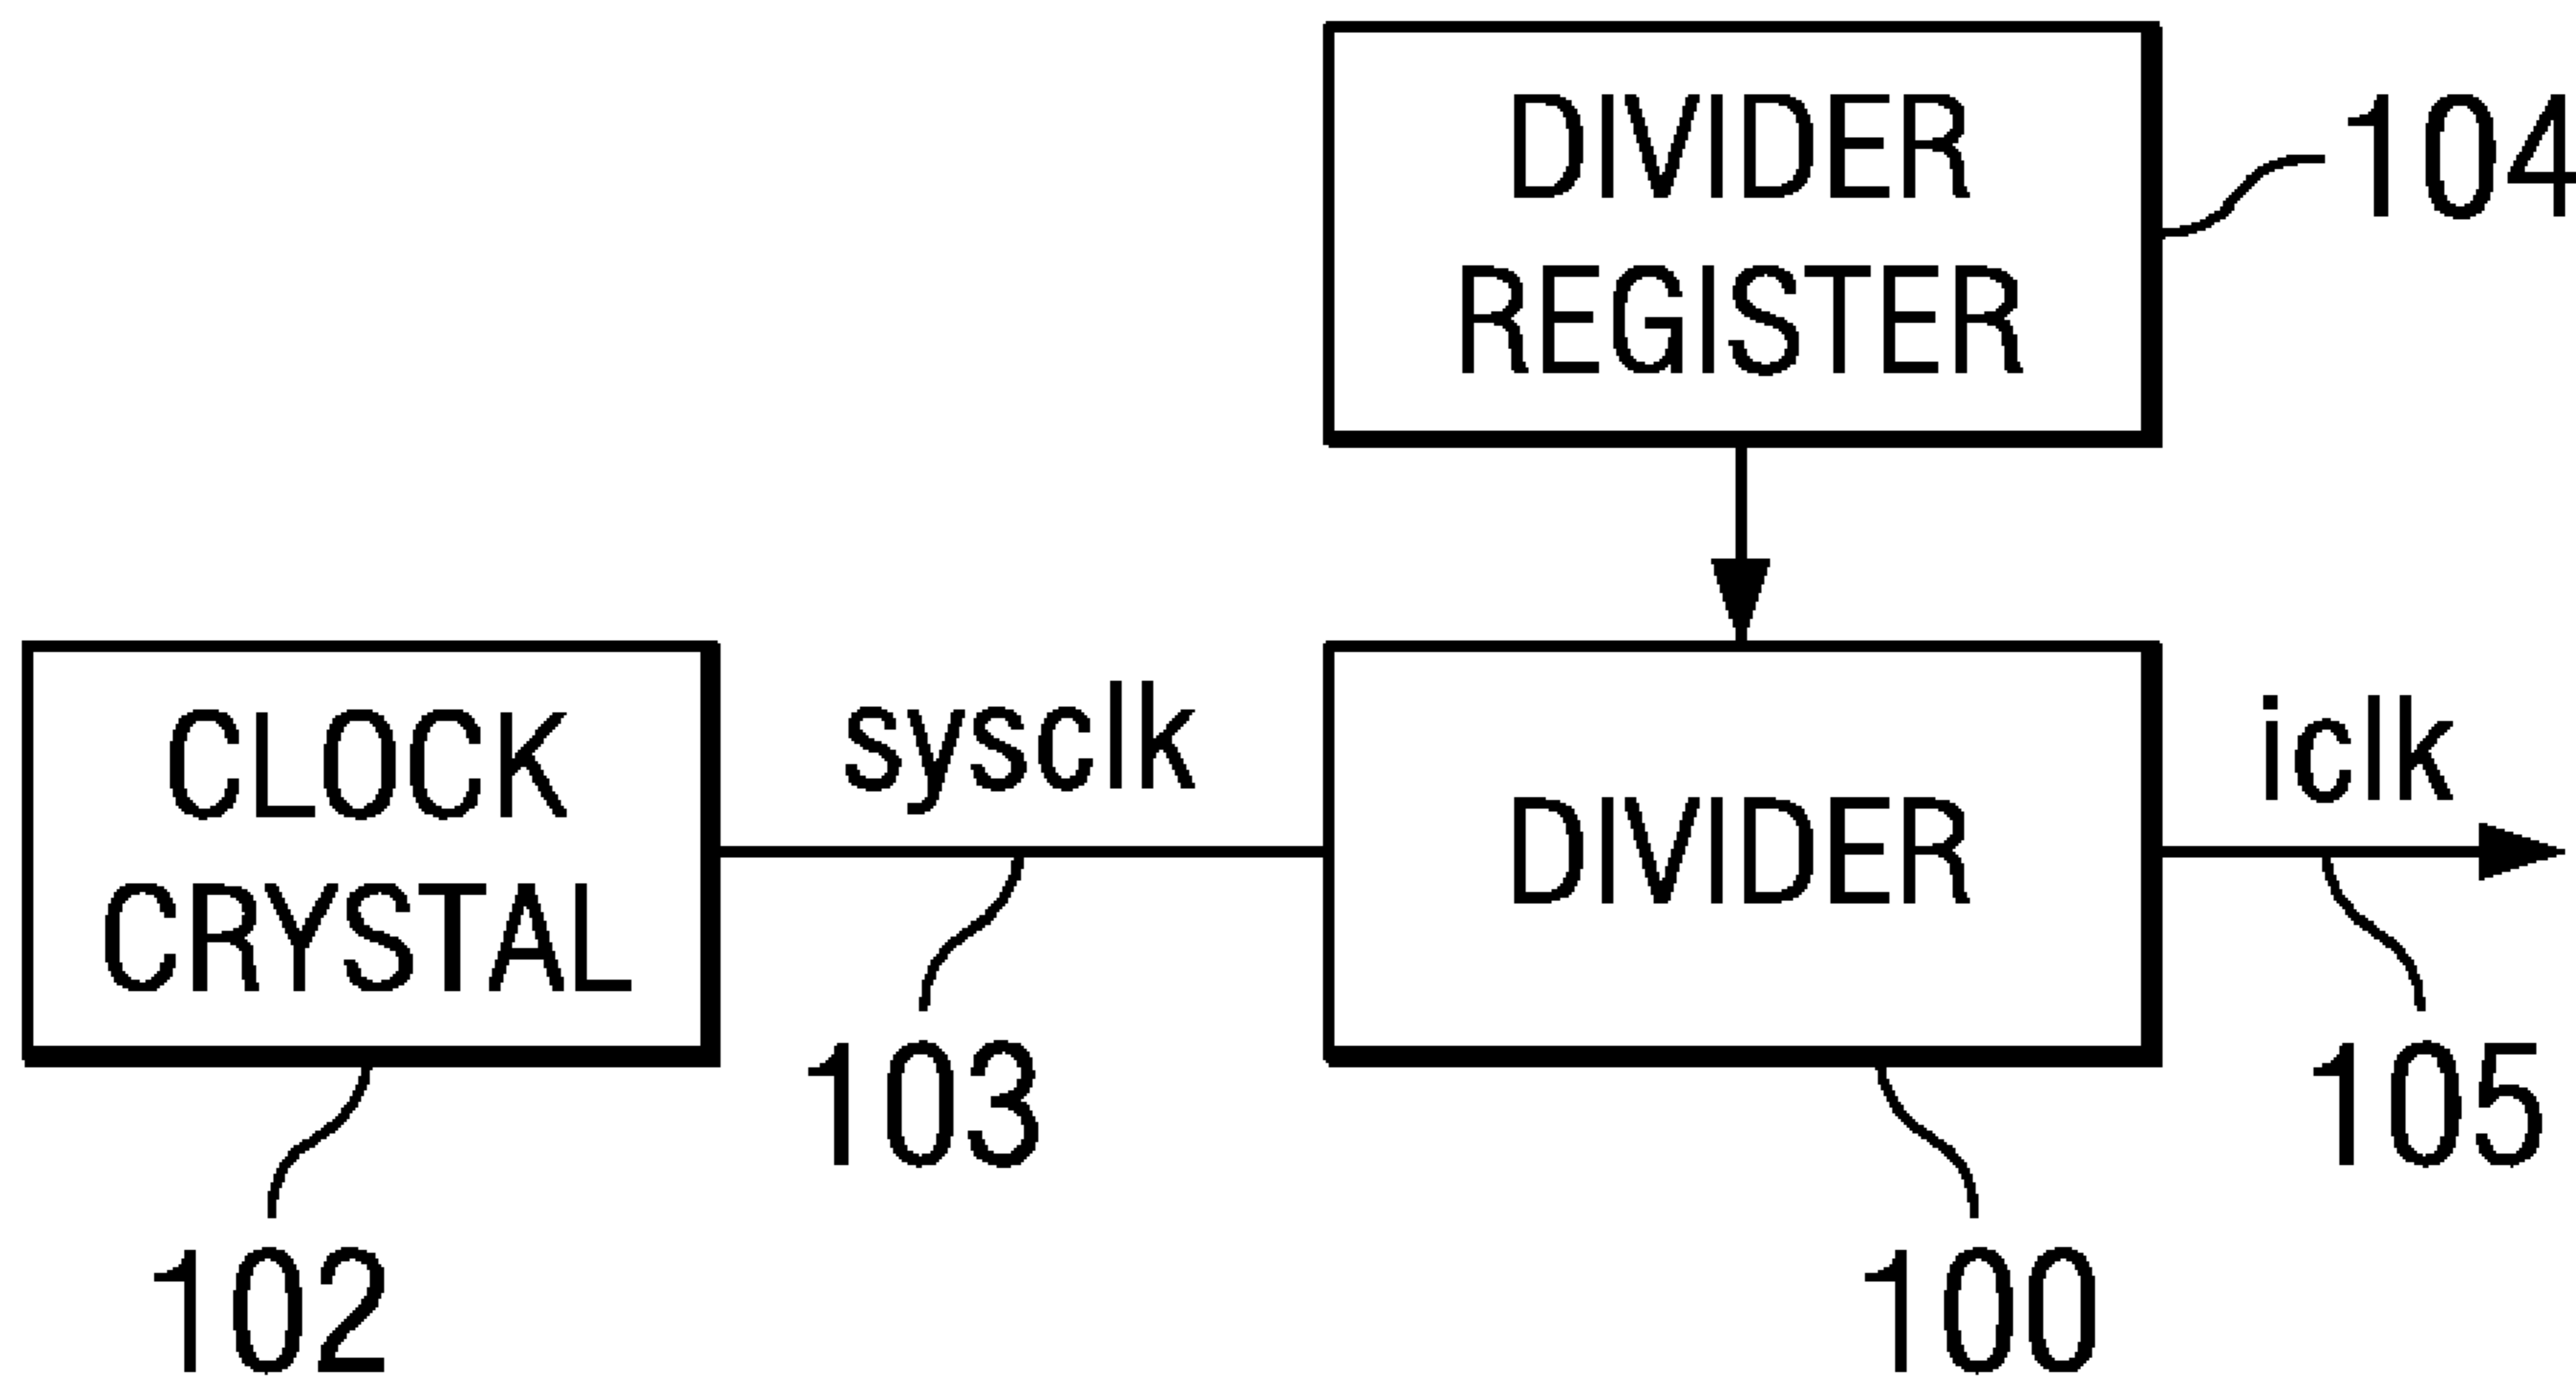 DIVIDER
REGISTER
104
CLOCK
CRYSTAL
sysclk
DIVIDER
iclk
103
105
102
100